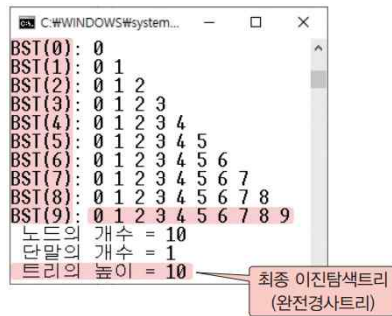 C:₩WINDOWS₩system...
BST(0): 0
BST(1): 0 1
BST(2): 0 1 2
BST(3): 0 1 2 3
BST(4): 0 1 2 3 4
BST(5): 0 1 2 3 4 5
BST(6): 0 1 2 3 4 5 6
BST(7): 0 1 2 3 4 5 6 7
BST(8): 0 1 2 3 4 5 6 7 8
BST(9): 0 1 2 3 4 5 6 7 8 9
노드의 개수 = 10
단말의 개수 = 1
트리의 높이 = 10
최종 이진탐색트리
(완전경사트리)